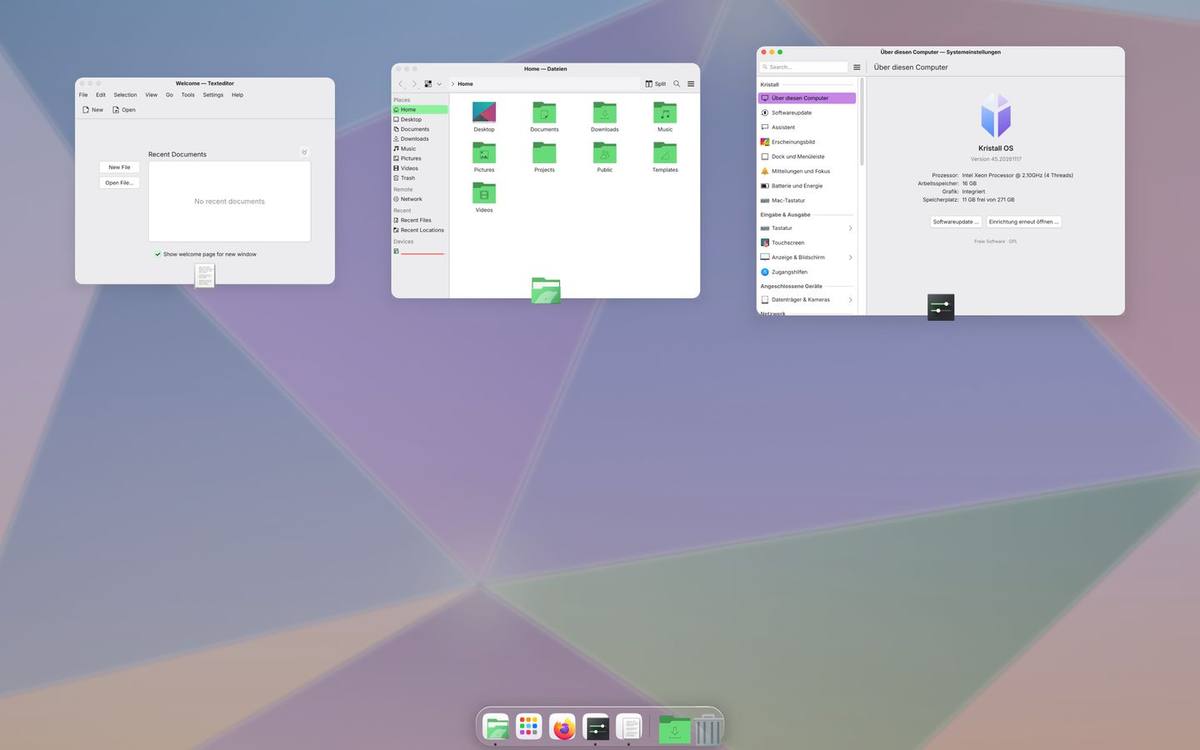 Welcome — Texteditor
File Edit Selection View Go Tools Settings Help
New Open
Recent Documents
New File
Open File...
No recent documents
Show welcome page for new window
Home — Dateien
Home
Split
Places
Home
Desktop
Documents
Downloads
Music
Pictures
Videos
Trash
Remote
Network
Recent
Recent Files
Recent Locations
Devices
Desktop Documents Downloads Music
Pictures Projects Public Templates
Videos
Über diesen Computer — Systemeinstellungen
Search...
Über diesen Computer
Kristall
Über diesen Computer
Softwareupdate
Assistent
Erscheinungsbild
Dock und Menüleiste
Mitteilungen und Fokus
Batterie und Energie
Mac-Tastatur
Eingabe & Ausgabe
Tastatur
Touchscreen
Anzeige & Bildschirm
Zugangshilfen
Angeschlossene Geräte
Datenträger & Kameras
Netzwerk
Kristall OS
Version 45.20261117
Prozessor: Intel Xeon Processor @ 2.10GHz (4 Threads)
Arbeitsspeicher: 16 GB
Grafik: Integriert
Speicherplatz: 11 GB frei von 271 GB
Softwareupdate ... Einrichtung erneut öffnen ...
Freie Software · GPL